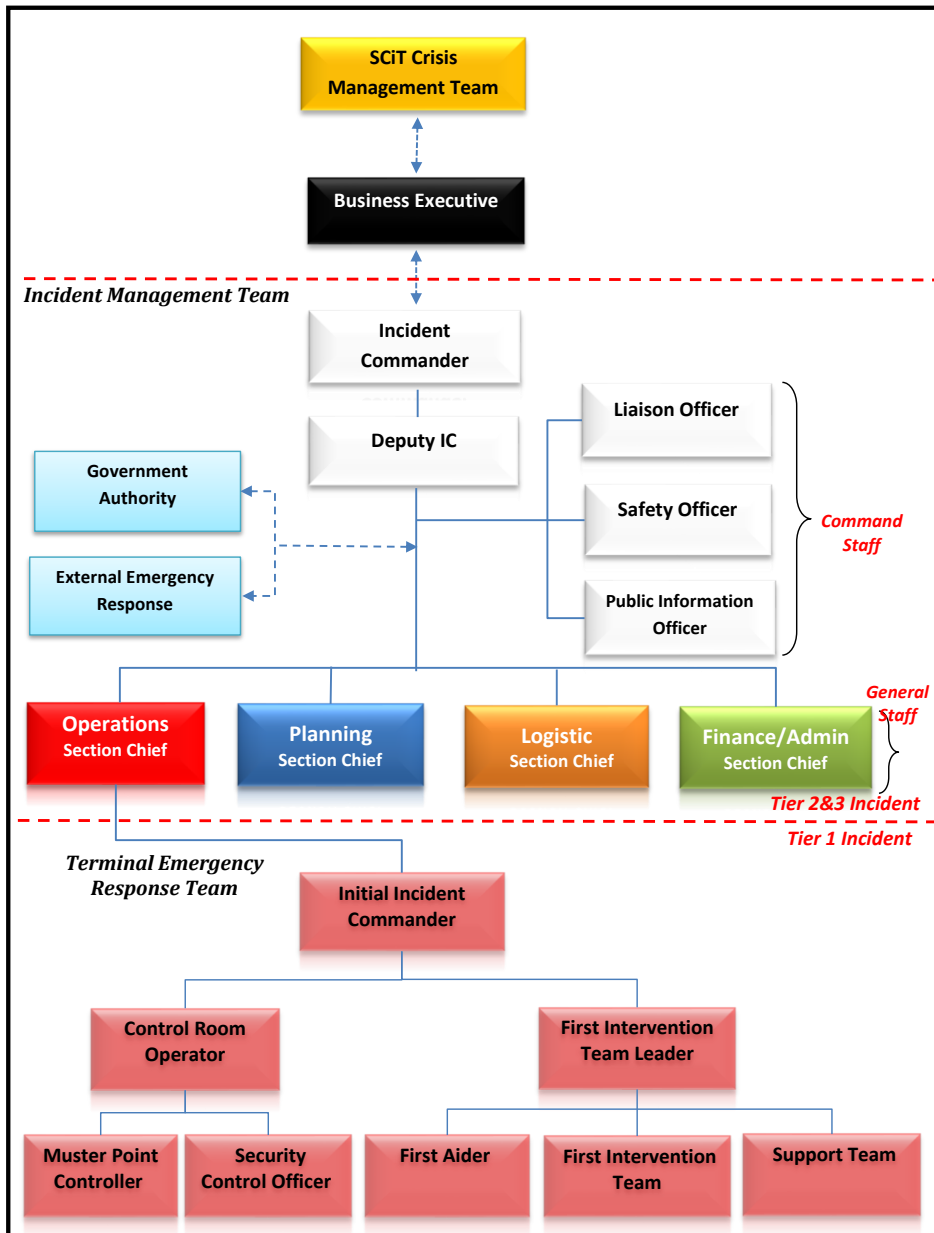 SCiT Crisis
Management Team
Business Executive
Incident Management Team
Incident
Commander
Deputy IC
Liaison Officer
Government
Authority
Safety Officer
Command
Staff
External Emergency
Response
Public Information
Officer
General
Staff
Operations
Section Chief
Planning
Section Chief
Logistic
Section Chief
Finance/Admin
Section Chief
Tier 2&3 Incident
Tier 1 Incident
Terminal Emergency
Response Team
Initial Incident
Commander
Control Room
Operator
First Intervention
Team Leader
Muster Point
Controller
Security
Control Officer
First Aider
First Intervention
Team
Support Team